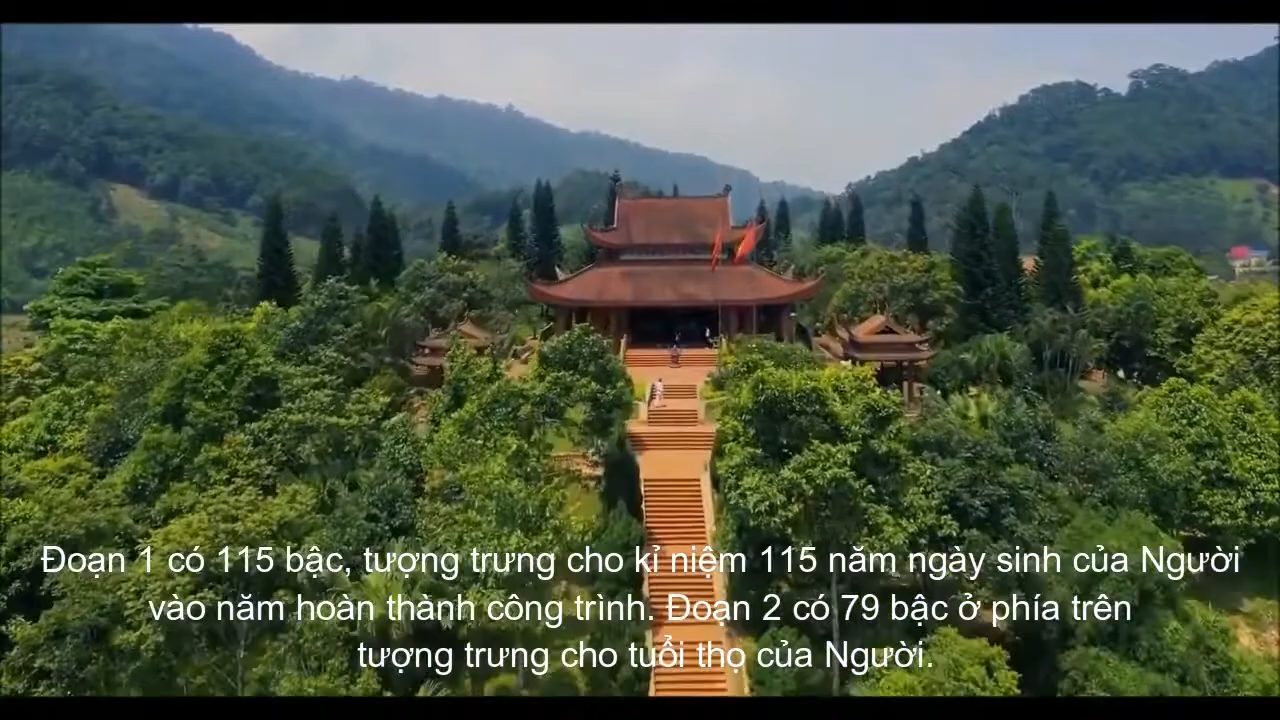 Đoạn 1 có 115 bậc, tượng trưng cho kỉ niệm 115 năm ngày sinh của Người
vào năm hoàn thành công trình. Đoạn 2 có 79 bậc ở phía trên
tượng trưng cho tuổi thọ của Người.